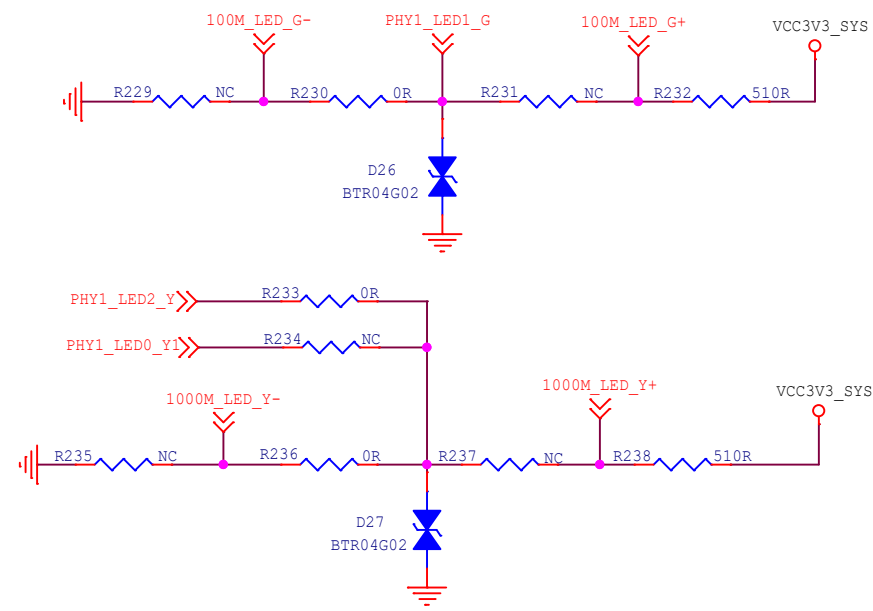 100M_LED_G-
PHY1_LED1_G
100M_LED_G+
VCC3V3_SYS
R229
NC
R230
0R
R231
NC
R232
510R
D26
BTR04G02
PHY1_LED2_Y
R233
0R
PHY1_LED0_Y1
R234
NC
1000M_LED_Y-
1000M_LED_Y+
VCC3V3_SYS
R235
NC
R236
0R
R237
NC
R238
510R
D27
BTR04G02